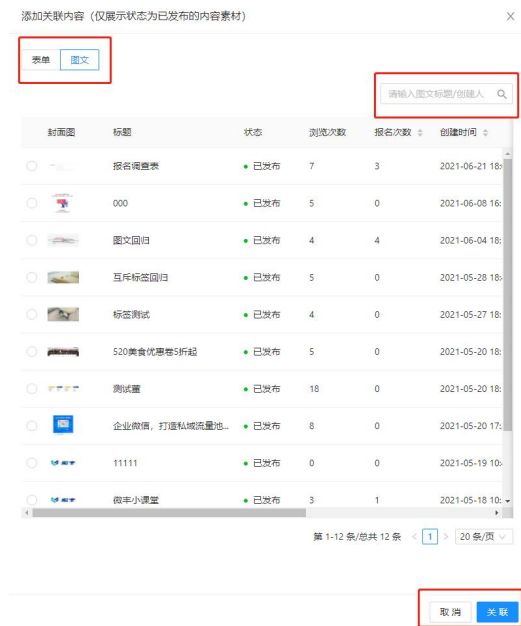 添加关联内容（仅展示状态为已发布的内容素材）
表单 图文
请输入图文标题/创建人
封面图 标题 状态 浏览次数 报名次数 创建时间
报名调查表 已发布 7 3 2021-06-21 18:
000 已发布 5 0 2021-06-08 16:
图文回归 已发布 4 4 2021-06-04 18:
互斥标签回归 已发布 5 0 2021-05-28 18:
标签测试 已发布 4 0 2021-05-27 18:
520美食优惠卷5折起 已发布 5 0 2021-05-20 18:
测试董 已发布 18 0 2021-05-20 18:
企业微信，打造私域流量池... 已发布 8 0 2021-05-20 17:
11111 已发布 0 0 2021-05-19 10:
微丰小课堂 已发布 3 1 2021-05-18 10:
第 1-12 条/总共 12 条 < 1 > 20 条/页
取 消 关 联